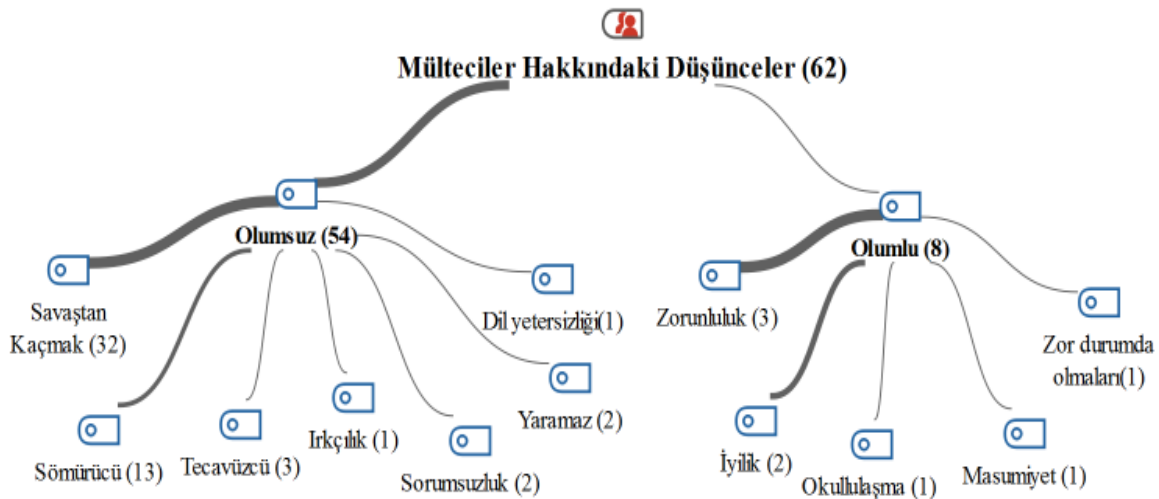 Mülteciler Hakkındaki Düşünceler (62)
Olumsuz (54)
Olumlu (8)
Savaştan
Kaçmak (32)
Sömürücü (13)
Tecavüzcü (3)
Irkçılık (1)
Sorumsuzluk (2)
Yaramaz (2)
Dil yetersizliği(1)
Zorunluluk (3)
İyilik (2)
Okullulaşma (1)
Masumiyet (1)
Zor durumda
olmaları(1)